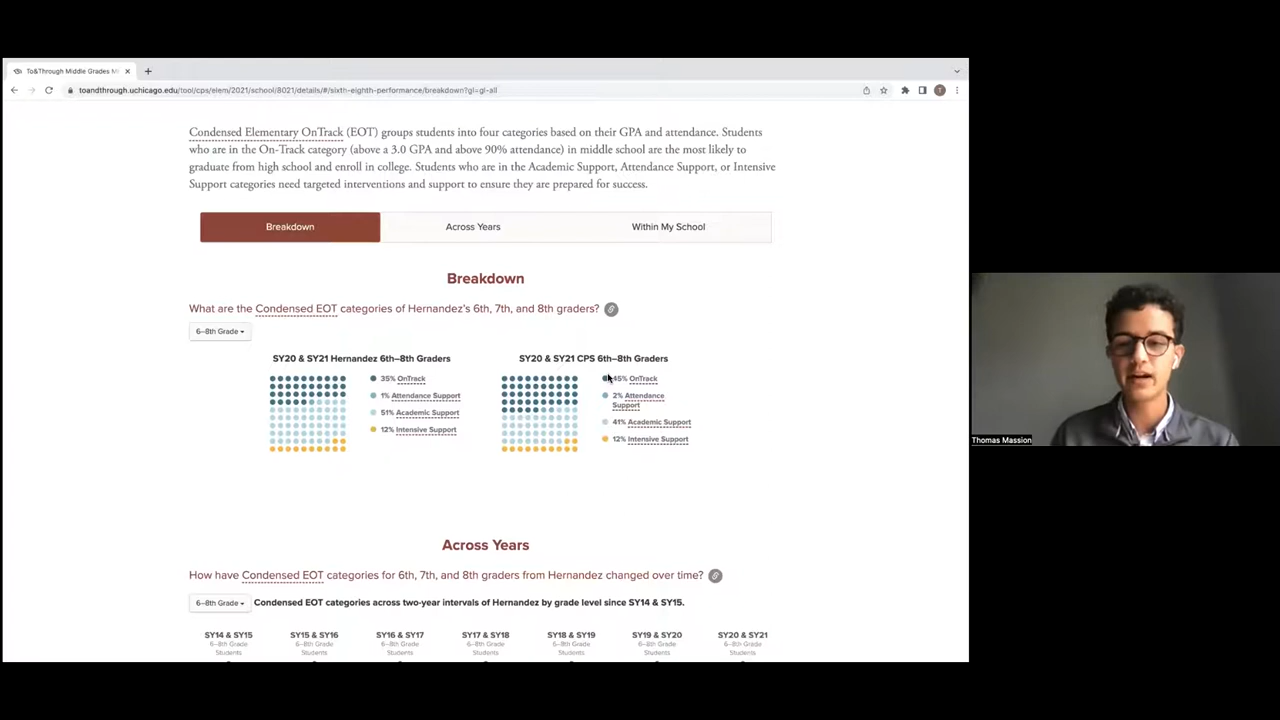 To&Through Middle Grades M
toandthrough.uchicago.edu/tool/cps/elem/2021/school/8021/details/#/sixth-eighth-performance/breakdown?gl=gl-all
Condensed Elementary OnTrack (EOT) groups students into four categories based on their GPA and attendance. Students
who are in the On-Track category (above a 3.0 GPA and above 90% attendance) in middle school are the most likely to
graduate from high school and enroll in college. Students who are in the Academic Support, Attendance Support, or Intensive
Support categories need targeted interventions and support to ensure they are prepared for success.
Breakdown
Across Years
Within My School
Breakdown
What are the Condensed EOT categories of Hernandez's 6th, 7th, and 8th graders?
6–8th Grade
SY20 & SY21 Hernandez 6th–8th Graders
35% OnTrack
1% Attendance Support
51% Academic Support
12% Intensive Support
SY20 & SY21 CPS 6th–8th Graders
45% OnTrack
2% Attendance
Support
41% Academic Support
12% Intensive Support
Thomas Massion
Across Years
How have Condensed EOT categories for 6th, 7th, and 8th graders from Hernandez changed over time?
6–8th Grade
Condensed EOT categories across two-year intervals of Hernandez by grade level since SY14 & SY15.
SY14 & SY15
6–8th Grade
Students
SY15 & SY16
6–8th Grade
Students
SY16 & SY17
6–8th Grade
Students
SY17 & SY18
6–8th Grade
Students
SY18 & SY19
6–8th Grade
Students
SY19 & SY20
6–8th Grade
Students
SY20 & SY21
6–8th Grade
Students